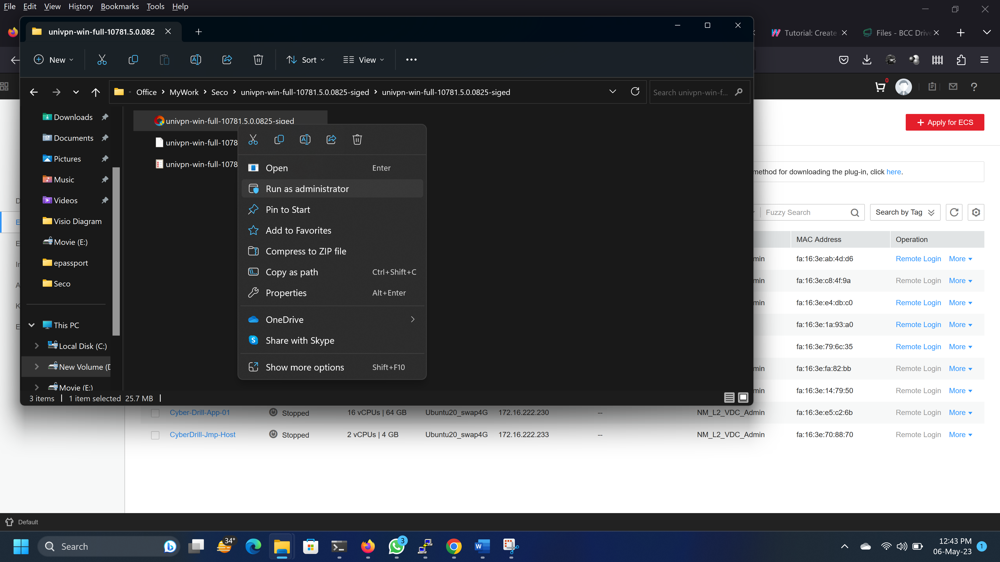 File Edit View History Bookmarks Tools Help
univpn-win-full-10781.5.0.082
Tutorial: Create
Files - BCC Drive
New
Sort
View
Office > MyWork > Seco > univpn-win-full-10781.5.0.0825-siged > univpn-win-full-10781.5.0.0825-siged
Search univpn-win-f...
0
Downloads
Documents
Pictures
Music
Videos
Visio Diagram
Movie (E:)
epassport
Seco
This PC
Local Disk (C:)
New Volume (D
Movie (E:)
univpn-win-full-10781.5.0.0825-siged
univpn-win-full-1078
univpn-win-full-1078
Open Enter
Run as administrator
Pin to Start
Add to Favorites
Compress to ZIP file
Copy as path Ctrl+Shift+C
Properties Alt+Enter
OneDrive
Share with Skype
Show more options Shift+F10
3 items 1 item selected 25.7 MB
+ Apply for ECS
method for downloading the plug-in, click here.
Fuzzy Search
Search by Tag
MAC Address Operation
min fa:16:3e:ab:4d:d6 Remote Login More
min fa:16:3e:c8:4f:9a Remote Login More
min fa:16:3e:e4:db:c0 Remote Login More
fa:16:3e:1a:93:a0 Remote Login More
fa:16:3e:79:6c:35 Remote Login More
min fa:16:3e:fa:82:bb Remote Login More
min fa:16:3e:14:79:50 Remote Login More
Cyber-Drill-App-01 Stopped 16 vCPUs | 64 GB Ubuntu20_swap4G 172.16.222.230 -- NM_L2_VDC_Admin fa:16:3e:e5:c2:6b Remote Login More
CyberDrill-Jmp-Host Stopped 2 vCPUs | 4 GB Ubuntu20_swap4G 172.16.222.233 -- NM_L2_VDC_Admin fa:16:3e:70:88:70 Remote Login More
Default
Search
34°
3
12:43 PM
06-May-23
1